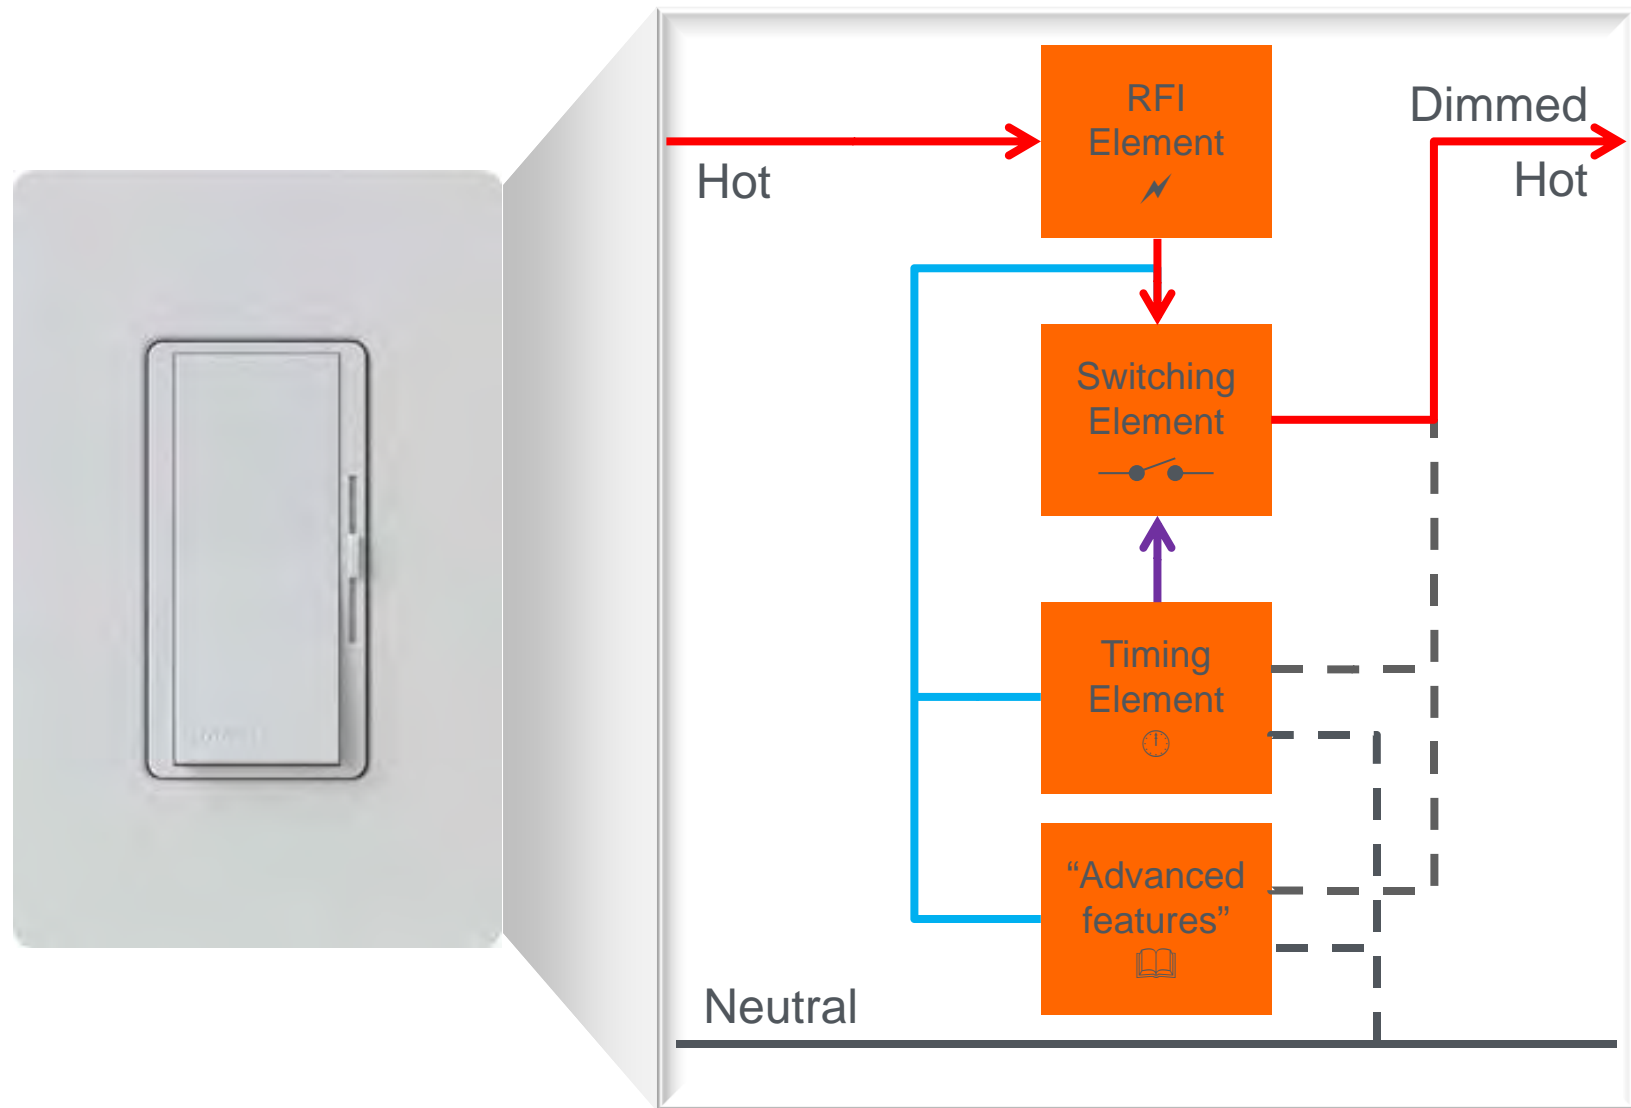 RFI
Element
Hot
Dimmed
Hot
Switching
Element
Timing
Element
“Advanced
features”
Neutral